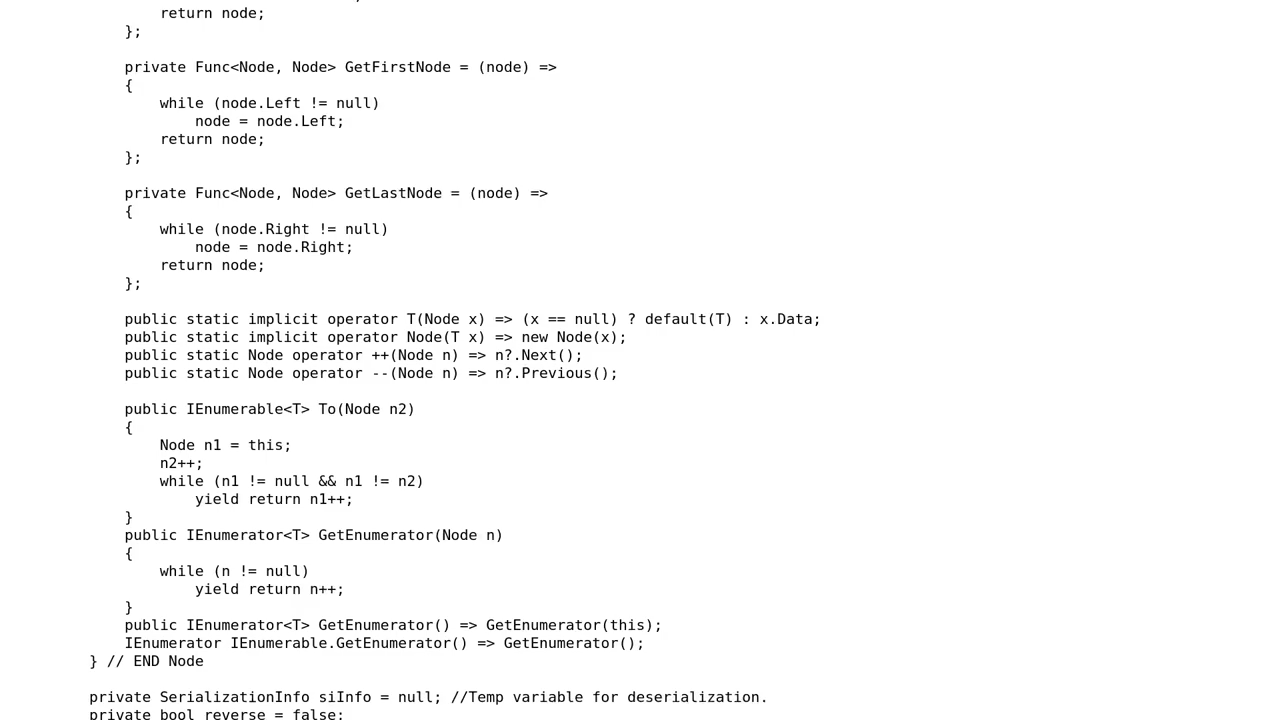 return node;
};
private Func<Node, Node> GetFirstNode = (node) =>
{
while (node.Left != null)
node = node.Left;
return node;
};
private Func<Node, Node> GetLastNode = (node) =>
{
while (node.Right != null)
node = node.Right;
return node;
};
public static implicit operator T(Node x) => (x == null) ? default(T) : x.Data;
public static implicit operator Node(T x) => new Node(x);
public static Node operator ++(Node n) => n?.Next();
public static Node operator --(Node n) => n?.Previous();
public IEnumerable<T> To(Node n2)
{
Node n1 = this;
n2++;
while (n1 != null && n1 != n2)
yield return n1++;
}
public IEnumerator<T> GetEnumerator(Node n)
{
while (n != null)
yield return n++;
}
public IEnumerator<T> GetEnumerator() => GetEnumerator(this);
IEnumerator IEnumerable.GetEnumerator() => GetEnumerator();
} // END Node
private SerializationInfo siInfo = null; //Temp variable for deserialization.
private bool reverse = false;